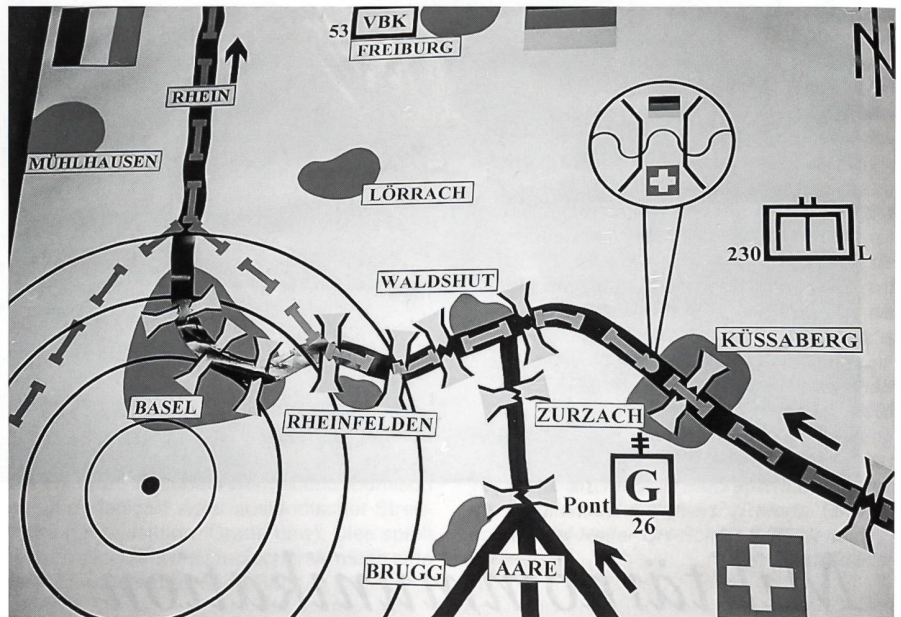 53
VBK
FREIBURG
RHEIN
MÜHLHAUSEN
LÖRRACH
230
L
WALDSHUT
KÜSSABERG
BASEL
RHEINFELDEN
ZURZACH
Pont
G
26
BRUGG
AARE